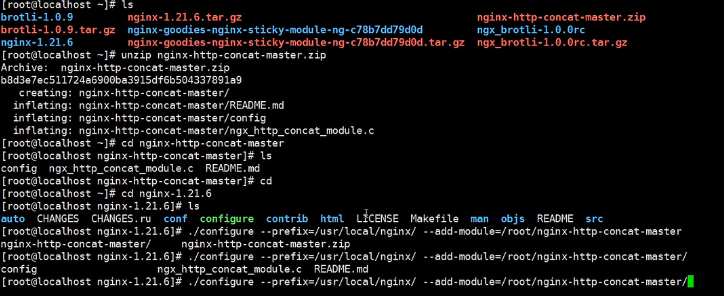 [root@localhost ~]# ls
brotli-1.0.9 nginx-1.21.6.tar.gz nginx-http-concat-master.zip
brotli-1.0.9.tar.gz nginx-goodies-nginx-sticky-module-ng-c78b7dd79d0d ngx_brotli-1.0.0rc
nginx-1.21.6 nginx-goodies-nginx-sticky-module-ng-c78b7dd79d0d.tar.gz ngx_brotli-1.0.0rc.tar.gz
[root@localhost ~]# unzip nginx-http-concat-master.zip
Archive: nginx-http-concat-master.zip
b8d3e7ec511724a6900ba3915df6b504337891a9
creating: nginx-http-concat-master/
inflating: nginx-http-concat-master/README.md
inflating: nginx-http-concat-master/config
inflating: nginx-http-concat-master/ngx_http_concat_module.c
[root@localhost ~]# cd nginx-http-concat-master
[root@localhost nginx-http-concat-master]# ls
config ngx_http_concat_module.c README.md
[root@localhost nginx-http-concat-master]# cd
[root@localhost ~]# cd nginx-1.21.6
[root@localhost nginx-1.21.6]# ls
auto CHANGES CHANGES.ru conf configure contrib html LICENSE Makefile man objs README src
[root@localhost nginx-1.21.6]# ./configure --prefix=/usr/local/nginx/ --add-module=/root/nginx-http-concat-master
nginx-http-concat-master/ nginx-http-concat-master.zip
[root@localhost nginx-1.21.6]# ./configure --prefix=/usr/local/nginx/ --add-module=/root/nginx-http-concat-master/
config ngx_http_concat_module.c README.md
[root@localhost nginx-1.21.6]# ./configure --prefix=/usr/local/nginx/ --add-module=/root/nginx-http-concat-master/